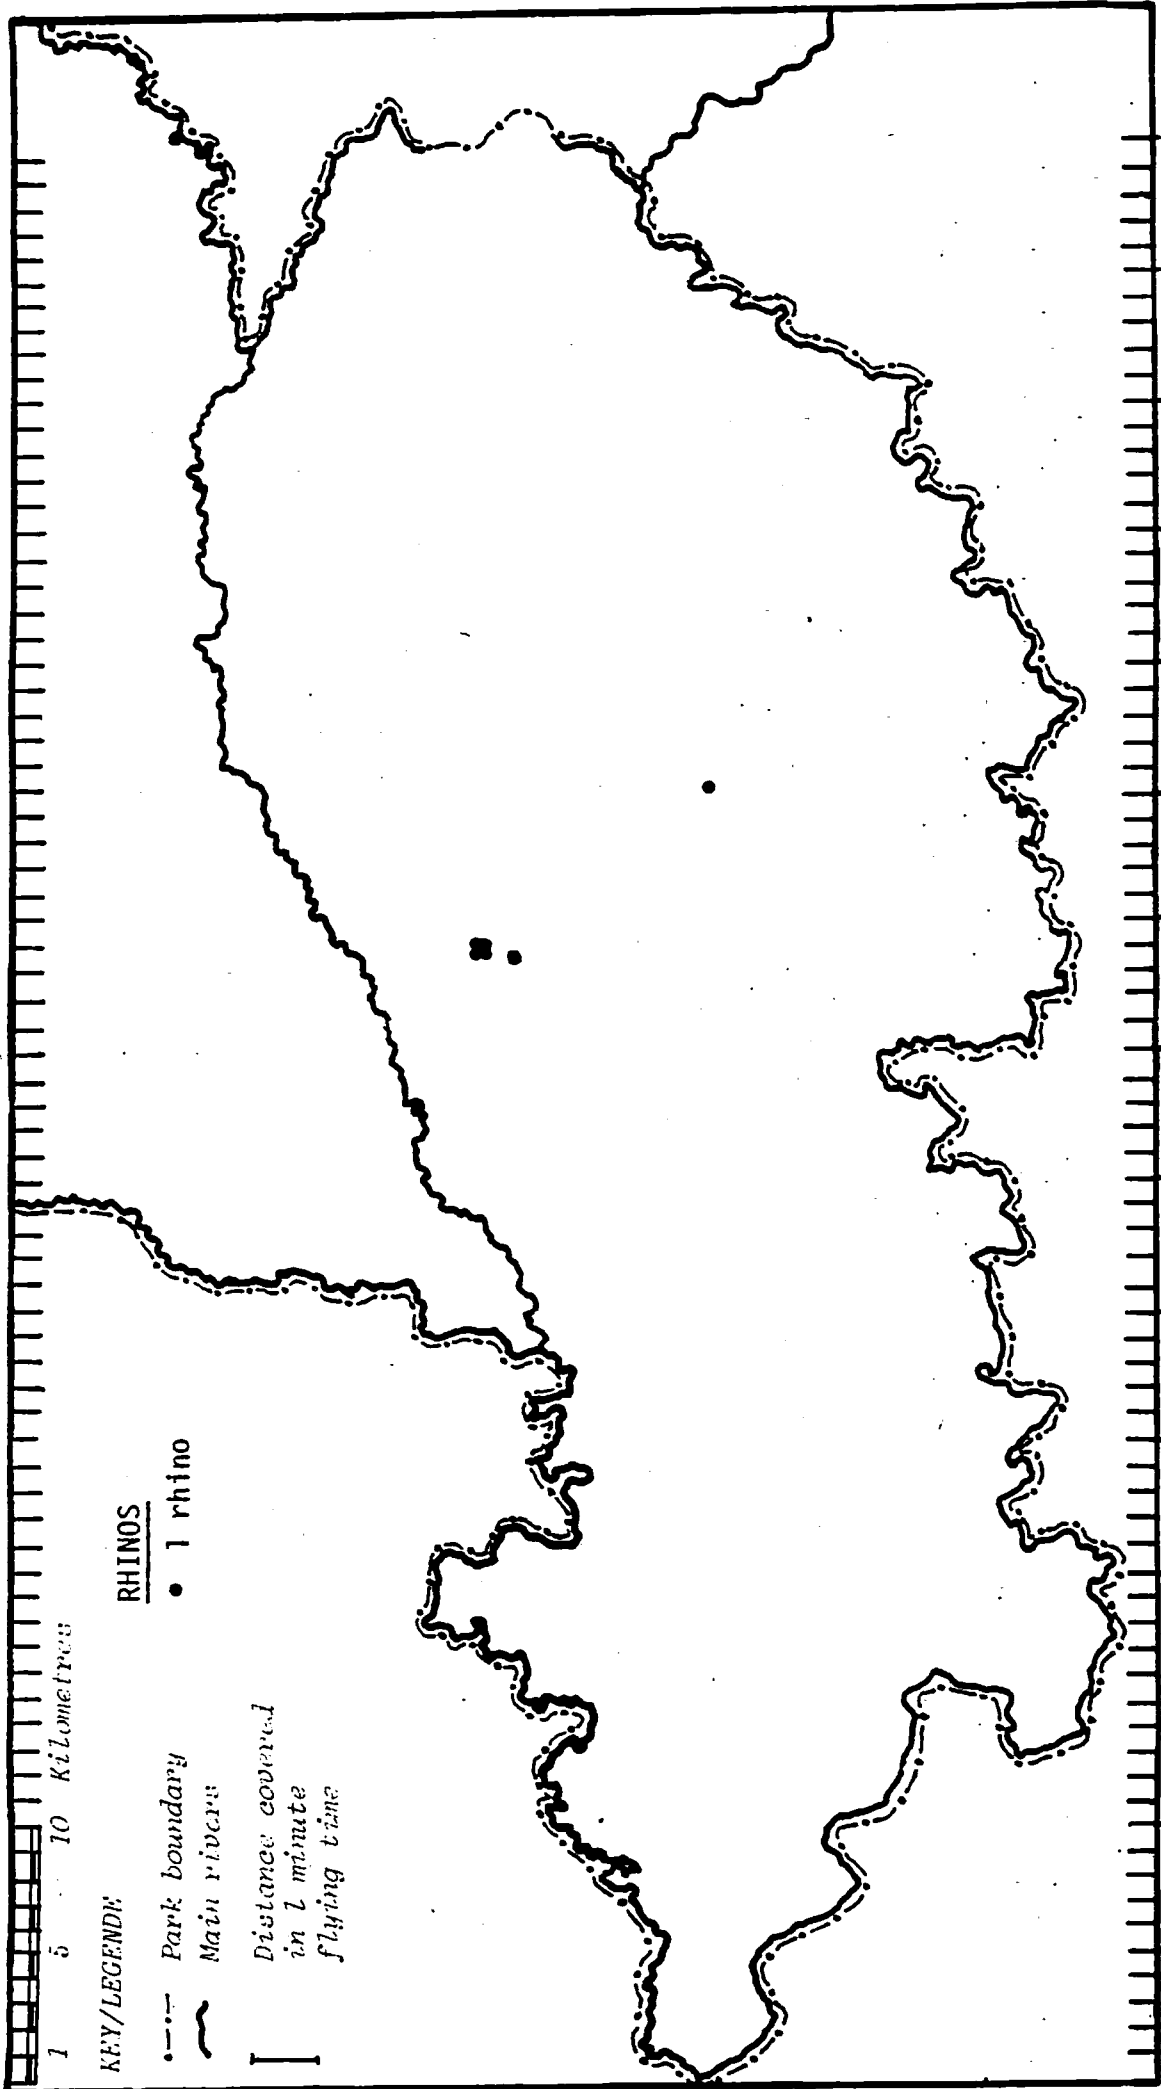 1 5 10 Kilometres
KEY/LEGENDE
Park boundary
Main rivers
Distance covered
in 1 minute
flying time
RHINOS
1 rhino